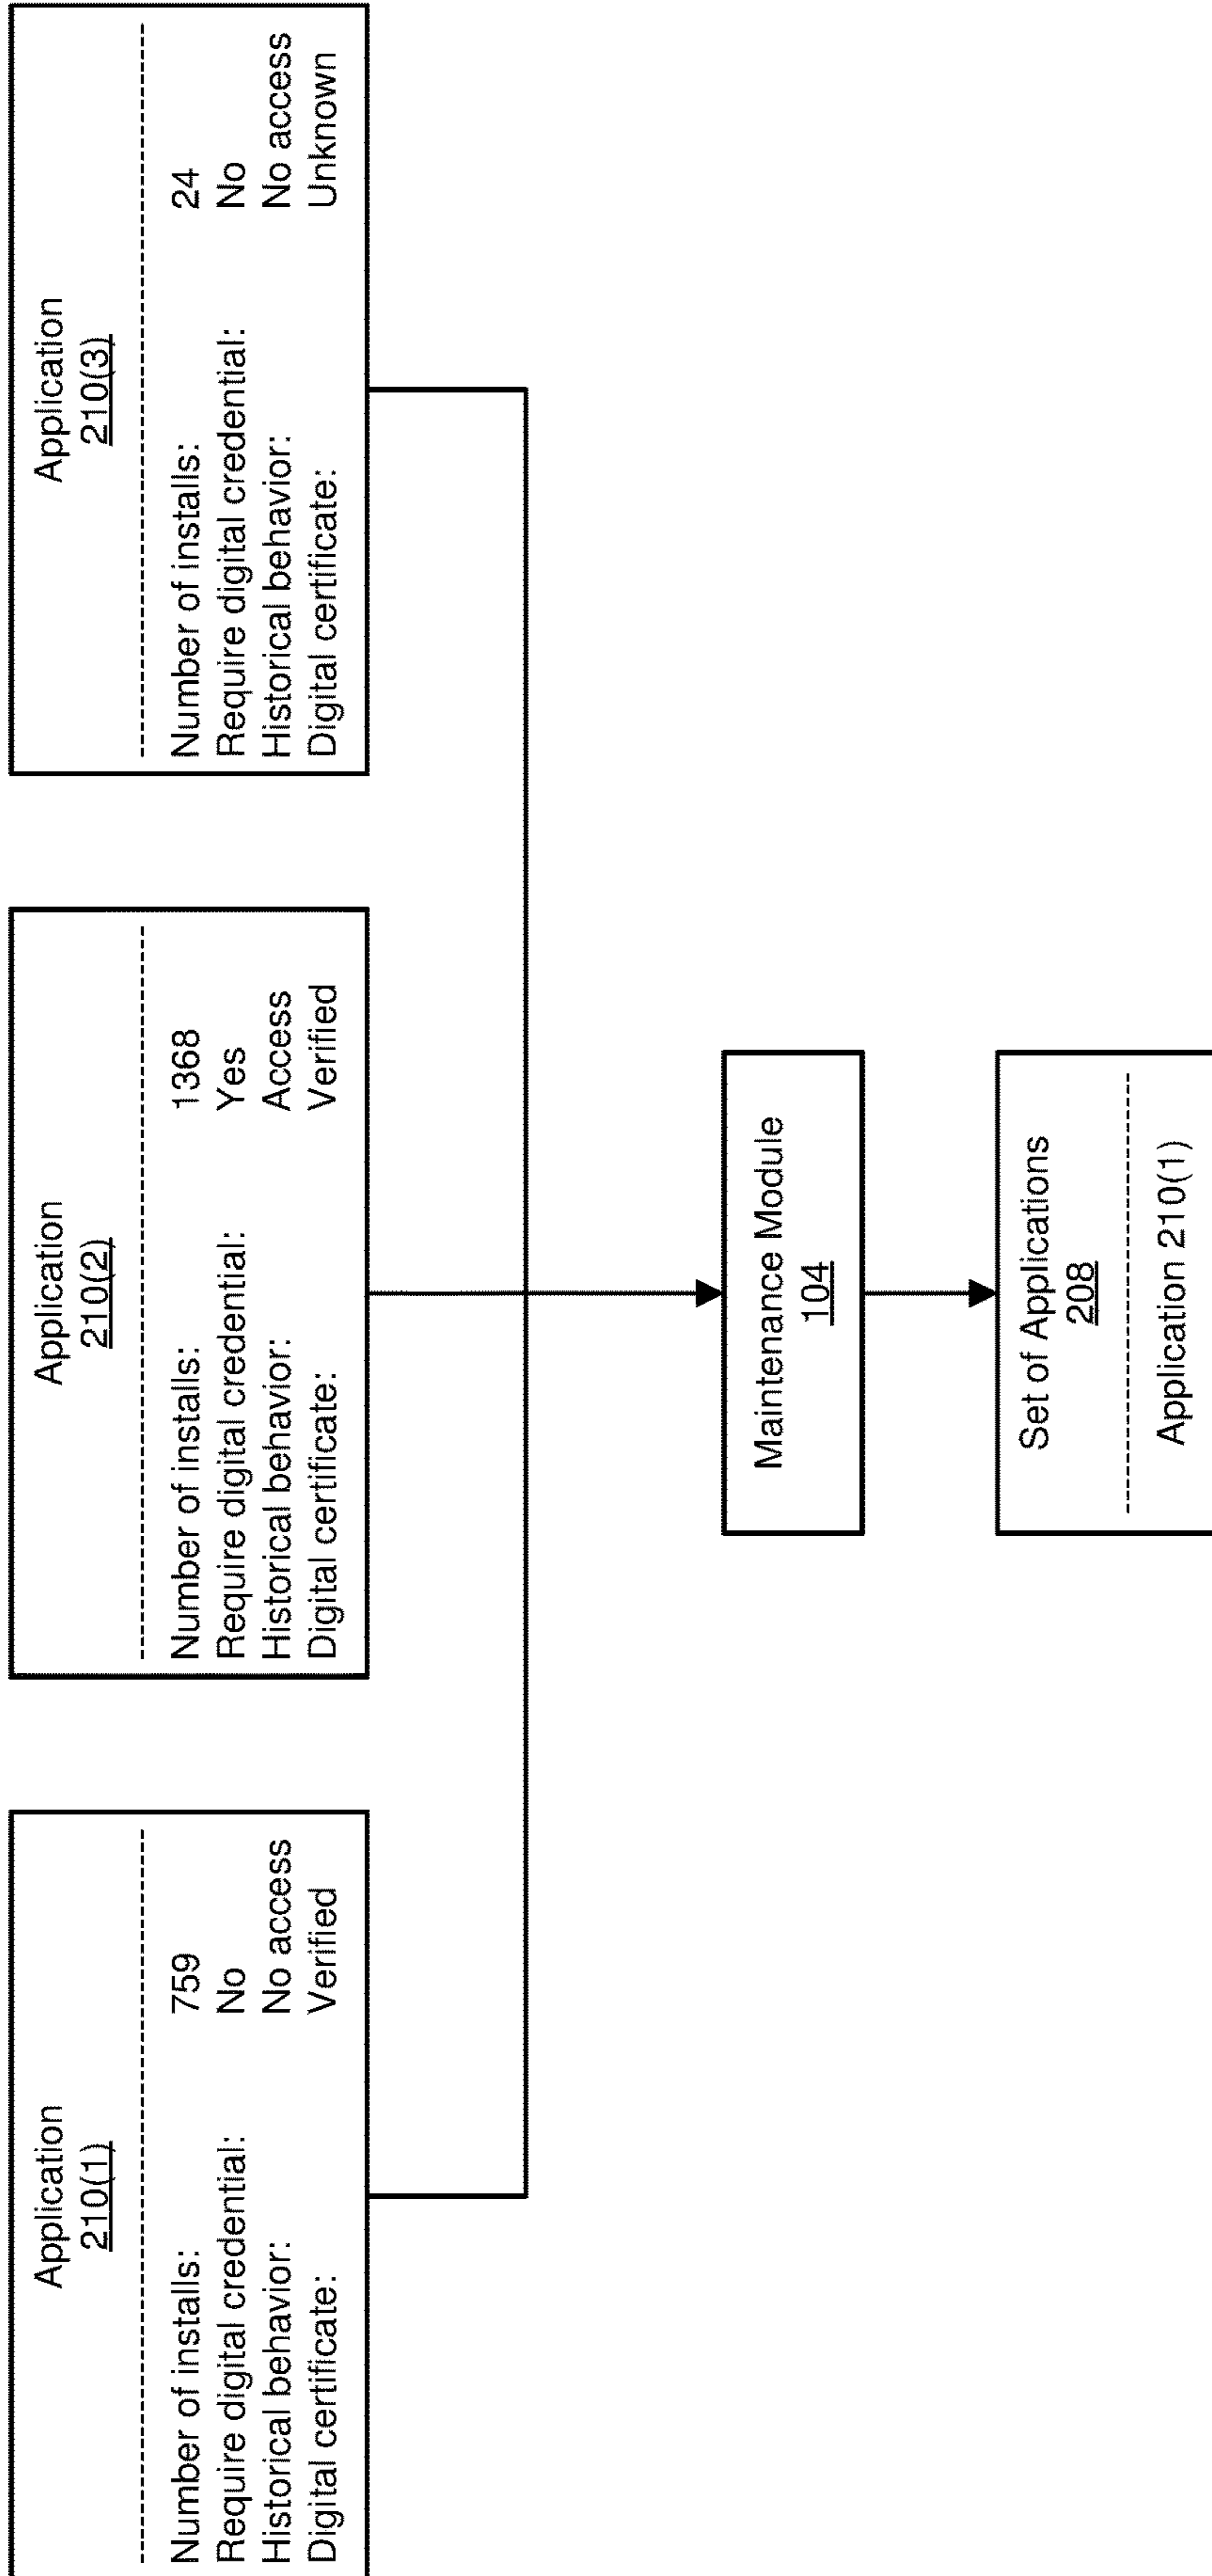 Application
210(1)
Number of installs: 759
Require digital credential: No
Historical behavior: No access
Digital certificate: Verified
Application
210(2)
Number of installs: 1368
Require digital credential: Yes
Historical behavior: Access
Digital certificate: Verified
Application
210(3)
Number of installs: 24
Require digital credential: No
Historical behavior: No access
Digital certificate: Unknown
Maintenance Module
104
Set of Applications
208
Application 210(1)